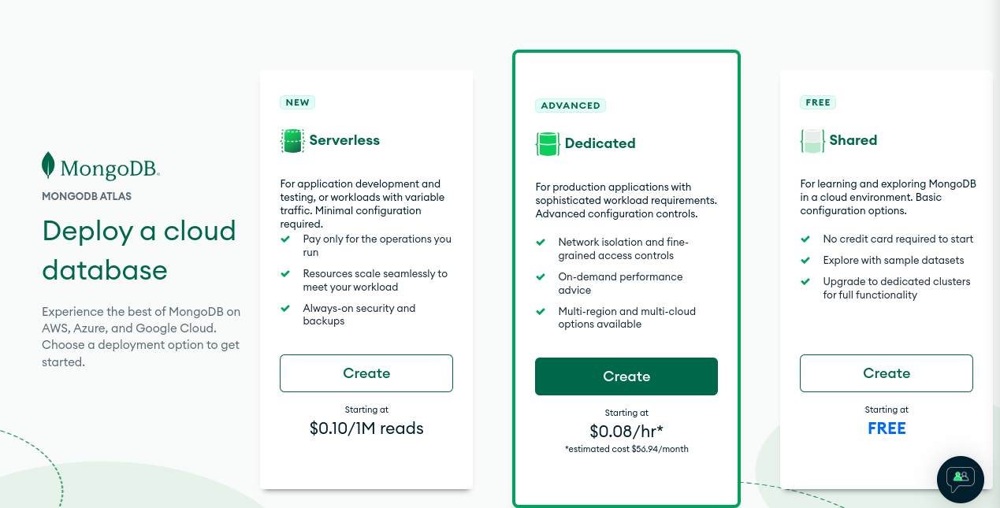 MongoDB
MONGODB ATLAS
Deploy a cloud
database
Experience the best of MongoDB on
AWS, Azure, and Google Cloud.
Choose a deployment option to get
started.
NEW
Serverless
For application development and
testing, or workloads with variable
traffic. Minimal configuration
required.
Pay only for the operations you
run
Resources scale seamlessly to
meet your workload
Always-on security and
backups
Create
Starting at
$0.10/1M reads
ADVANCED
Dedicated
For production applications with
sophisticated workload requirements.
Advanced configuration controls.
Network isolation and fine-
grained access controls
On-demand performance
advice
Multi-region and multi-cloud
options available
Create
Starting at
$0.08/hr*
*estimated cost $56.94/month
FREE
Shared
For learning and exploring MongoDB
in a cloud environment. Basic
configuration options.
No credit card required to start
Explore with sample datasets
Upgrade to dedicated clusters
for full functionality
Create
Starting at
FREE